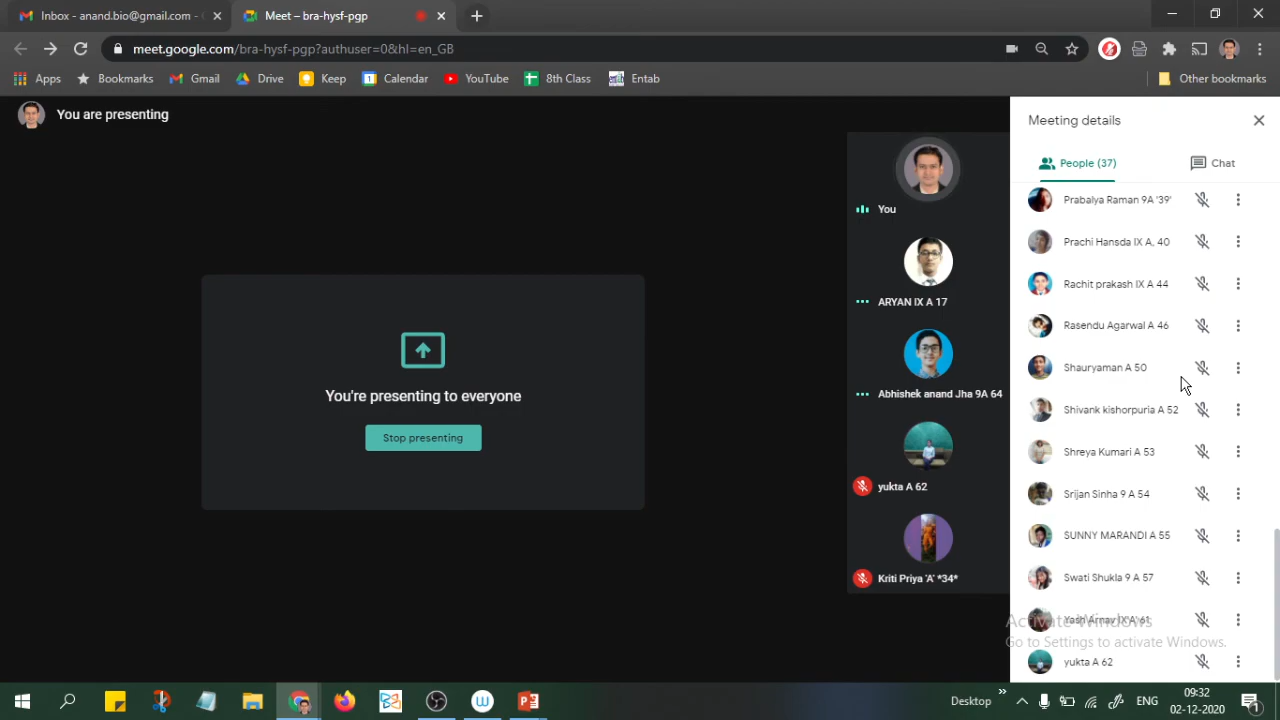 Inbox - anand.bio@gmail.com -
Meet – bra-hysf-pgp
meet.google.com/bra-hysf-pgp?authuser=0&hl=en_GB
Apps
Bookmarks
Gmail
Drive
Keep
Calendar
YouTube
8th Class
Entab
Other bookmarks
You are presenting
You're presenting to everyone
Stop presenting
You
ARYAN IX A 17
Abhishek anand Jha 9A 64
yukta A 62
Kriti Priya 'A' *34*
Meeting details
People (37)
Chat
Prabalya Raman 9A '39'
Prachi Hansda IX A, 40
Rachit prakash IX A 44
Rasendu Agarwal A 46
Shauryaman A 50
Shivank kishorpuria A 52
Shreya Kumari A 53
Srijan Sinha 9 A 54
SUNNY MARANDI A 55
Swati Shukla 9 A 57
Yash Arnav IX'A' 61
yukta A 62
Activate Windows
Go to Settings to activate Windows.
Desktop
ENG
09:32
02-12-2020